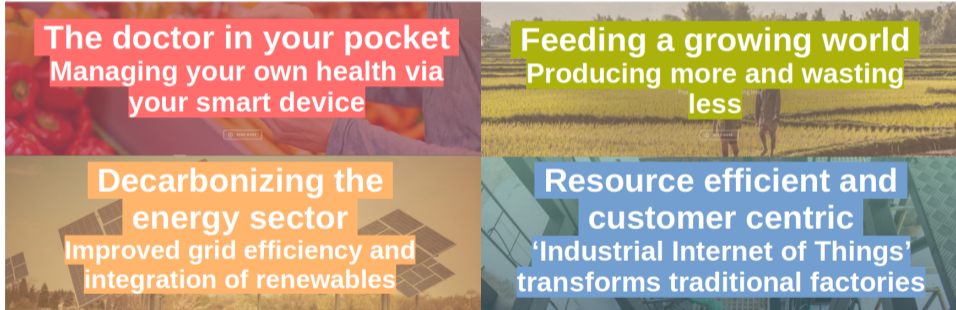 The doctor in your pocket
Managing your own health via
your smart device
Feeding a growing world
Producing more and wasting
less
Decarbonizing the
energy sector
Improved grid efficiency and
integration of renewables
Resource efficient and
customer centric
‘Industrial Internet of Things’
transforms traditional factories